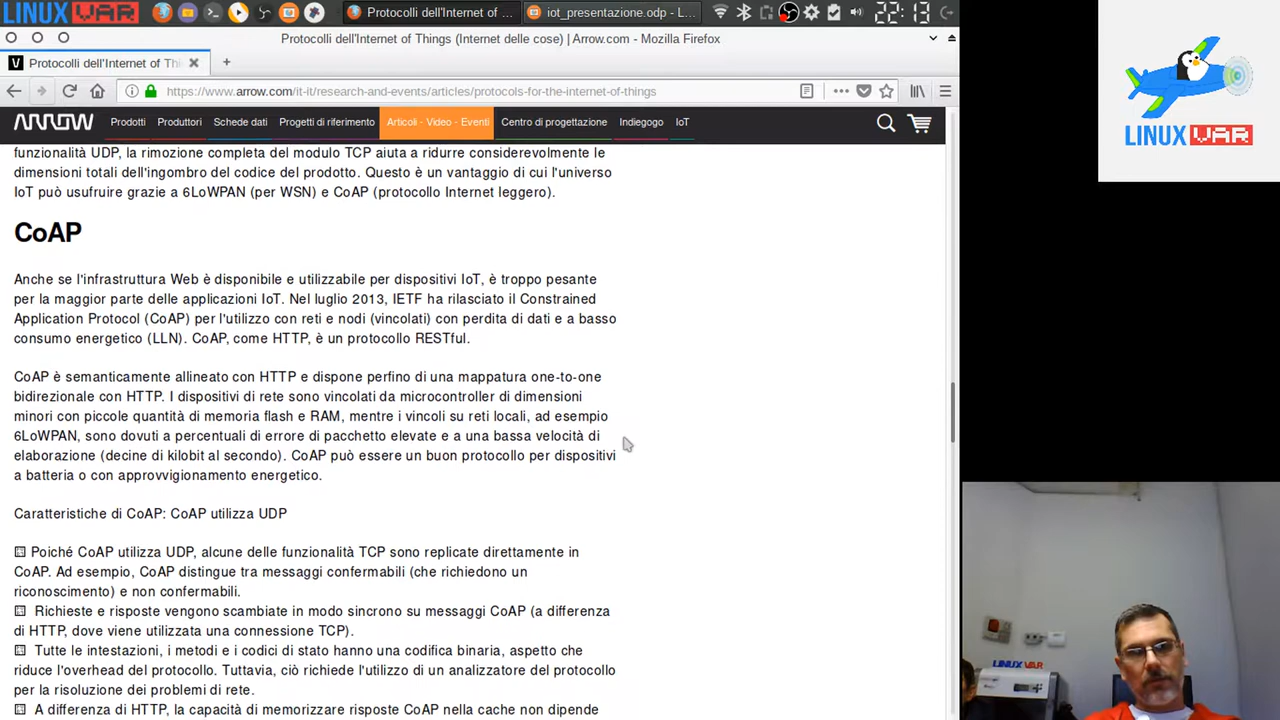 LINUX VAR
Protocolli dell'Internet of ...
iot_presentazione.odp - L...
22:13
Protocolli dell'Internet of Things (Internet delle cose) | Arrow.com - Mozilla Firefox
V Protocolli dell'Internet of Thi
https://www.arrow.com/it-it/research-and-events/articles/protocols-for-the-internet-of-things
ARROW Prodotti Produttori Schede dati Progetti di riferimento Articoli - Video - Eventi Centro di progettazione Indiegogo IoT
funzionalità UDP, la rimozione completa del modulo TCP aiuta a ridurre considerevolmente le
dimensioni totali dell'ingombro del codice del prodotto. Questo è un vantaggio di cui l'universo
IoT può usufruire grazie a 6LoWPAN (per WSN) e CoAP (protocollo Internet leggero).
CoAP
Anche se l'infrastruttura Web è disponibile e utilizzabile per dispositivi IoT, è troppo pesante
per la maggior parte delle applicazioni IoT. Nel luglio 2013, IETF ha rilasciato il Constrained
Application Protocol (CoAP) per l'utilizzo con reti e nodi (vincolati) con perdita di dati e a basso
consumo energetico (LLN). CoAP, come HTTP, è un protocollo RESTful.
CoAP è semanticamente allineato con HTTP e dispone perfino di una mappatura one-to-one
bidirezionale con HTTP. I dispositivi di rete sono vincolati da microcontroller di dimensioni
minori con piccole quantità di memoria flash e RAM, mentre i vincoli su reti locali, ad esempio
6LoWPAN, sono dovuti a percentuali di errore di pacchetto elevate e a una bassa velocità di
elaborazione (decine di kilobit al secondo). CoAP può essere un buon protocollo per dispositivi
a batteria o con approvvigionamento energetico.
Caratteristiche di CoAP: CoAP utilizza UDP
Poiché CoAP utilizza UDP, alcune delle funzionalità TCP sono replicate direttamente in
CoAP. Ad esempio, CoAP distingue tra messaggi confermabili (che richiedono un
riconoscimento) e non confermabili.
Richieste e risposte vengono scambiate in modo sincrono su messaggi CoAP (a differenza
di HTTP, dove viene utilizzata una connessione TCP).
Tutte le intestazioni, i metodi e i codici di stato hanno una codifica binaria, aspetto che
riduce l'overhead del protocollo. Tuttavia, ciò richiede l'utilizzo di un analizzatore del protocollo
per la risoluzione dei problemi di rete.
A differenza di HTTP, la capacità di memorizzare risposte CoAP nella cache non dipende
LINUX VAR
LINUX VAR